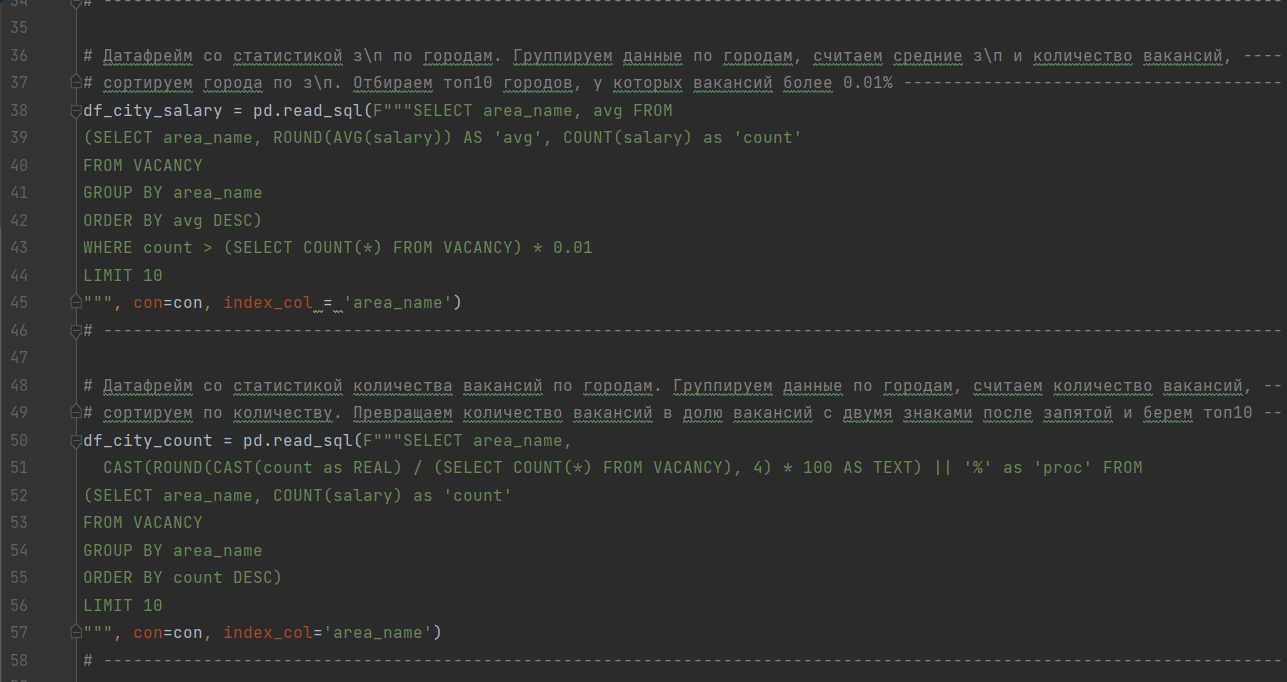 34 # ----------------------------------------------------------------------------------------------------------------------
35
36 # Датафрейм со статистикой з\п по городам. Группируем данные по городам, считаем средние з\п и количество вакансий, ----
37 # сортируем города по з\п. Отбираем топ10 городов, у которых вакансий более 0.01% --------------------------------------
38 df_city_salary = pd.read_sql(F"""SELECT area_name, avg FROM
39 (SELECT area_name, ROUND(AVG(salary)) AS 'avg', COUNT(salary) as 'count'
40 FROM VACANCY
41 GROUP BY area_name
42 ORDER BY avg DESC)
43 WHERE count > (SELECT COUNT(*) FROM VACANCY) * 0.01
44 LIMIT 10
45 """, con=con, index_col = 'area_name')
46 # ----------------------------------------------------------------------------------------------------------------------
47
48 # Датафрейм со статистикой количества вакансий по городам. Группируем данные по городам, считаем количество вакансий, --
49 # сортируем по количеству. Превращаем количество вакансий в долю вакансий с двумя знаками после запятой и берем топ10 --
50 df_city_count = pd.read_sql(F"""SELECT area_name,
51 CAST(ROUND(CAST(count as REAL) / (SELECT COUNT(*) FROM VACANCY), 4) * 100 AS TEXT) || '%' as 'proc' FROM
52 (SELECT area_name, COUNT(salary) as 'count'
53 FROM VACANCY
54 GROUP BY area_name
55 ORDER BY count DESC)
56 LIMIT 10
57 """, con=con, index_col='area_name')
58 # ----------------------------------------------------------------------------------------------------------------------